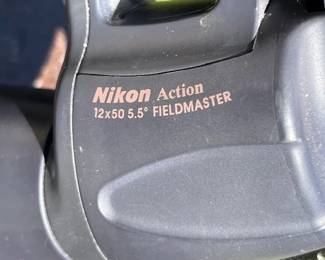 Nikon Action
12x50 5.5° FIELDMASTER